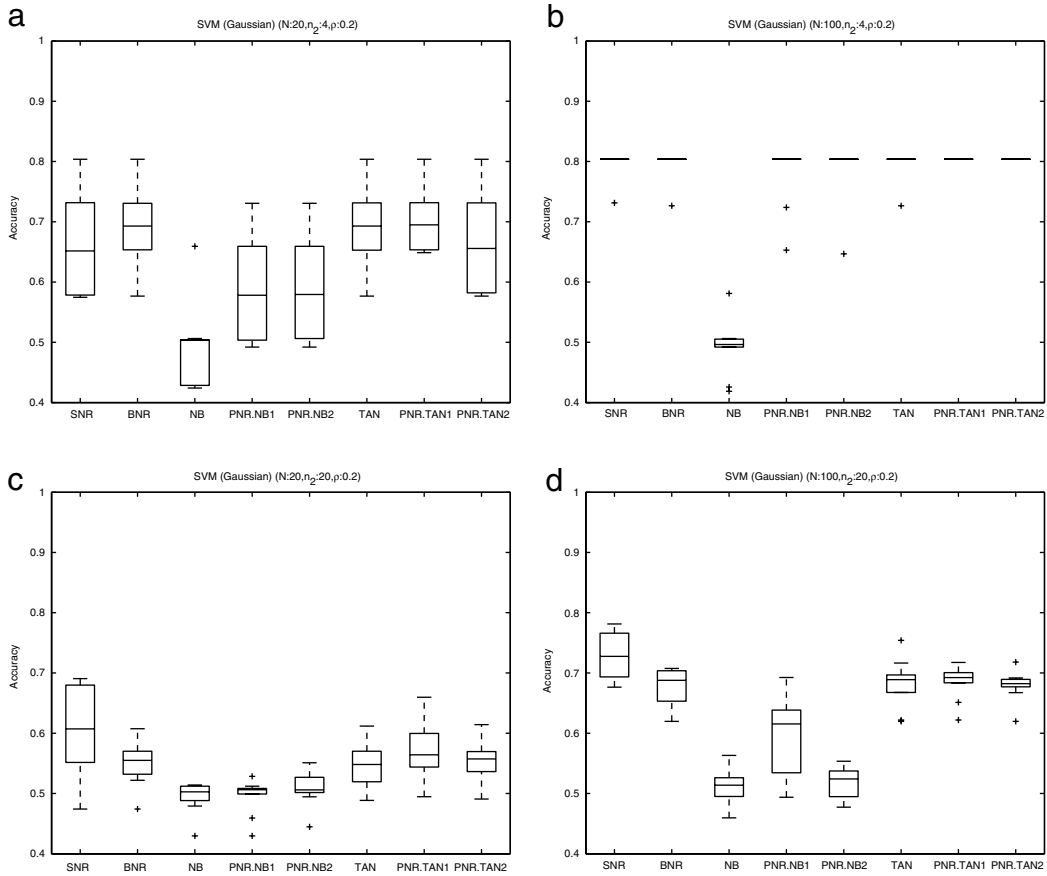 a
SVM (Gaussian) (N:20,n2:4,ρ:0.2)
1
0.9
0.8
0.7
0.6
0.5
0.4
Accuracy
SNR BNR NB PNR.NB1 PNR.NB2 TAN PNR.TAN1 PNR.TAN2
b
SVM (Gaussian) (N:100,n2:4,ρ:0.2)
1
0.9
0.8
0.7
0.6
0.5
0.4
Accuracy
SNR BNR NB PNR.NB1 PNR.NB2 TAN PNR.TAN1 PNR.TAN2
c
SVM (Gaussian) (N:20,n2:20,ρ:0.2)
1
0.9
0.8
0.7
0.6
0.5
0.4
Accuracy
SNR BNR NB PNR.NB1 PNR.NB2 TAN PNR.TAN1 PNR.TAN2
d
SVM (Gaussian) (N:100,n2:20,ρ:0.2)
1
0.9
0.8
0.7
0.6
0.5
0.4
Accuracy
SNR BNR NB PNR.NB1 PNR.NB2 TAN PNR.TAN1 PNR.TAN2